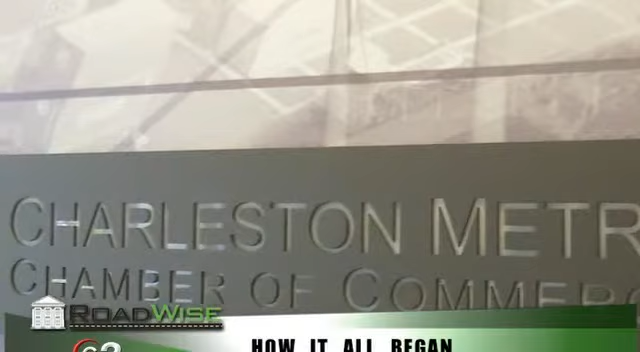 CHARLESTON METR
CHAMBER OF COMMERC
ROADWISE
HOW IT ALL BEGAN